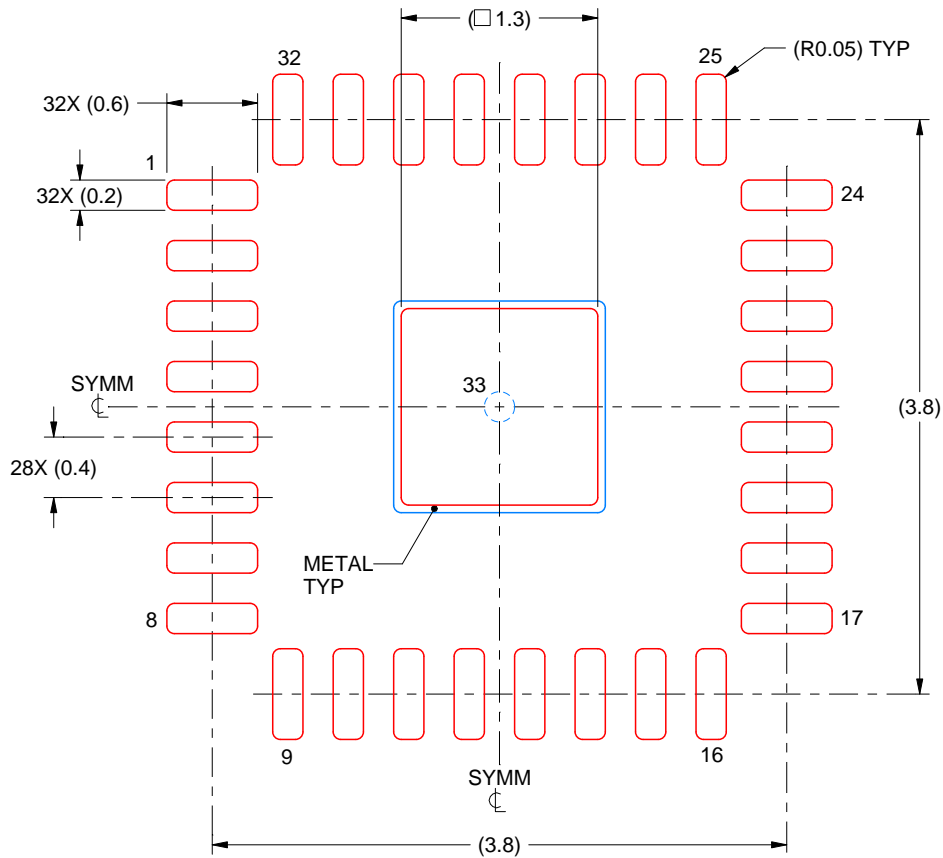 (□ 1.3)
32
25
(R0.05) TYP
32X (0.6)
1
32X (0.2)
24
SYMM
℄
33
(3.8)
28X (0.4)
METAL
TYP
8
17
9
16
SYMM
℄
(3.8)